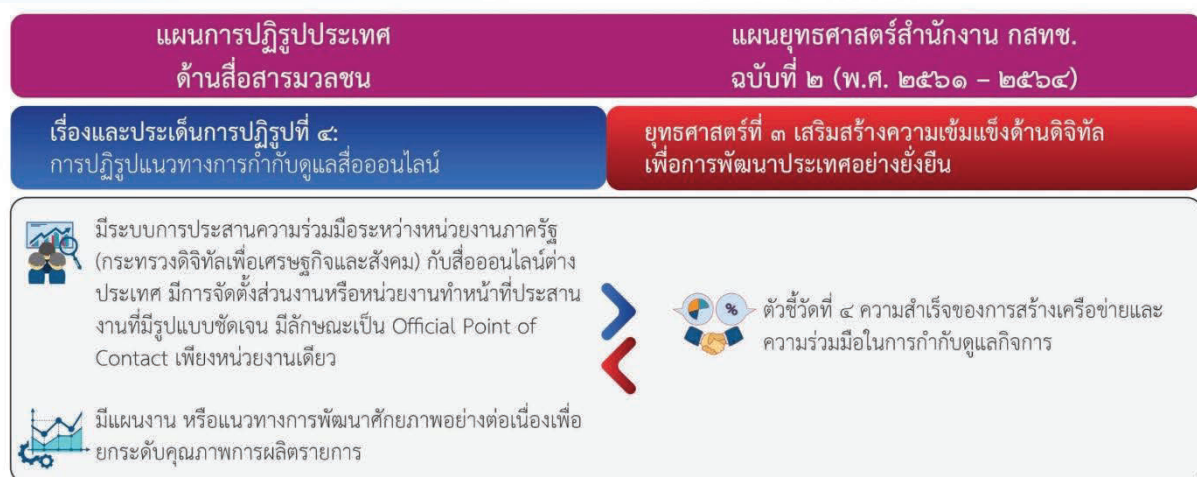 แผนการปฏิรูปประเทศ
ด้านสื่อสารมวลชน
แผนยุทธศาสตร์สำนักงาน กสทช.
ฉบับที่ ๒ (พ.ศ. ๒๕๖๑ – ๒๕๖๔)
เรื่องและประเด็นการปฏิรูปที่ ๔:
การปฏิรูปแนวทางการกำกับดูแลสื่อออนไลน์
ยุทธศาสตร์ที่ ๓ เสริมสร้างความเข้มแข็งด้านดิจิทัล
เพื่อการพัฒนาประเทศอย่างยั่งยืน
มีระบบการประสานความร่วมมือระหว่างหน่วยงานภาครัฐ
(กระทรวงดิจิทัลเพื่อเศรษฐกิจและสังคม) กับสื่อออนไลน์ต่าง
ประเทศ มีการจัดตั้งส่วนงานหรือหน่วยงานทำหน้าที่ประสาน
งานที่มีรูปแบบชัดเจน มีลักษณะเป็น Official Point of
Contact เพียงหน่วยงานเดียว
มีแผนงาน หรือแนวทางการพัฒนาศักยภาพอย่างต่อเนื่องเพื่อ
ยกระดับคุณภาพการผลิตรายการ
%
ตัวชี้วัดที่ ๔ ความสำเร็จของการสร้างเครือข่ายและ
ความร่วมมือในการกำกับดูแลกิจการ